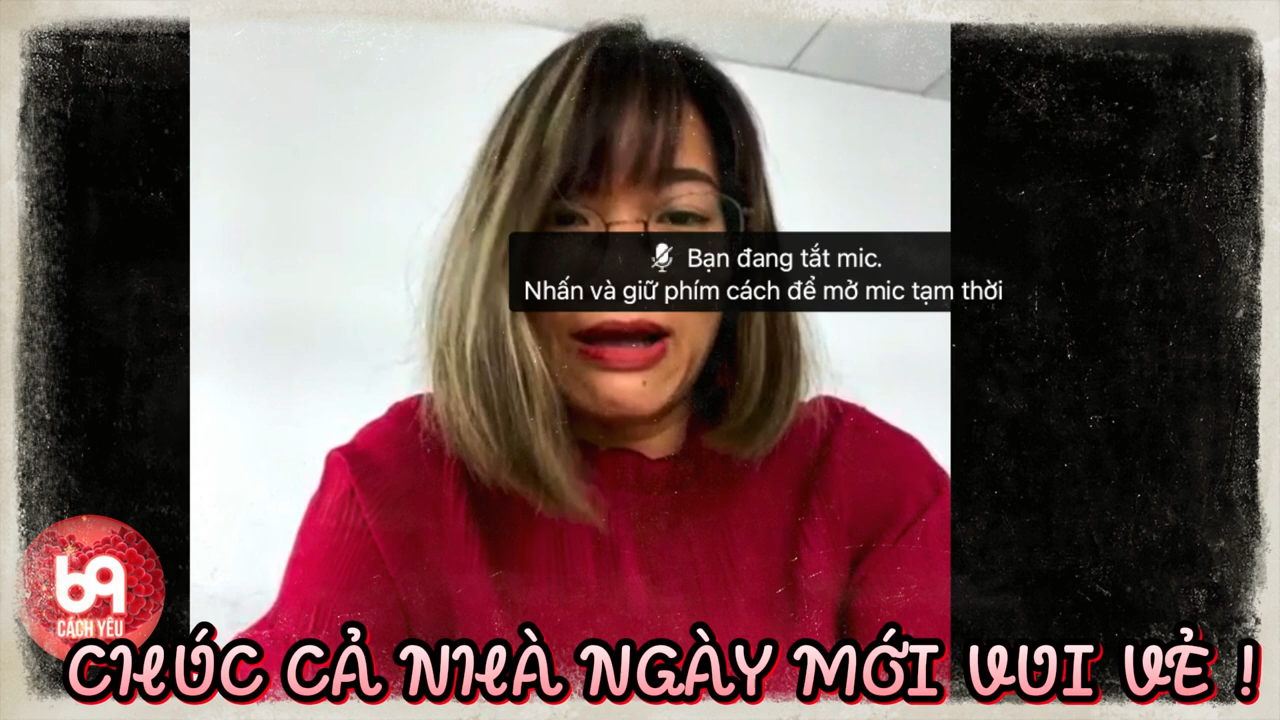 Bạn đang tắt mic.
Nhấn và giữ phím cách để mở mic tạm thời
69
CÁCH YÊU
CHÚC CẢ NHÀ NGÀY MỚI VUI VẺ !